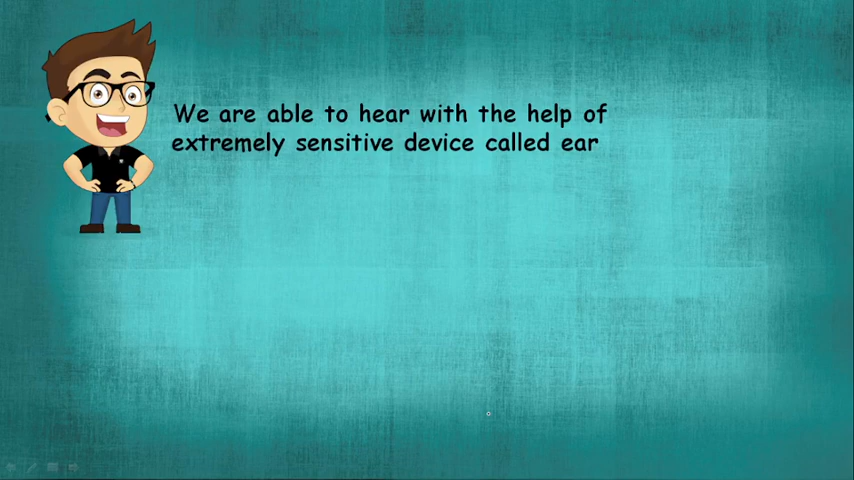 We are able to hear with the help of
extremely sensitive device called ear